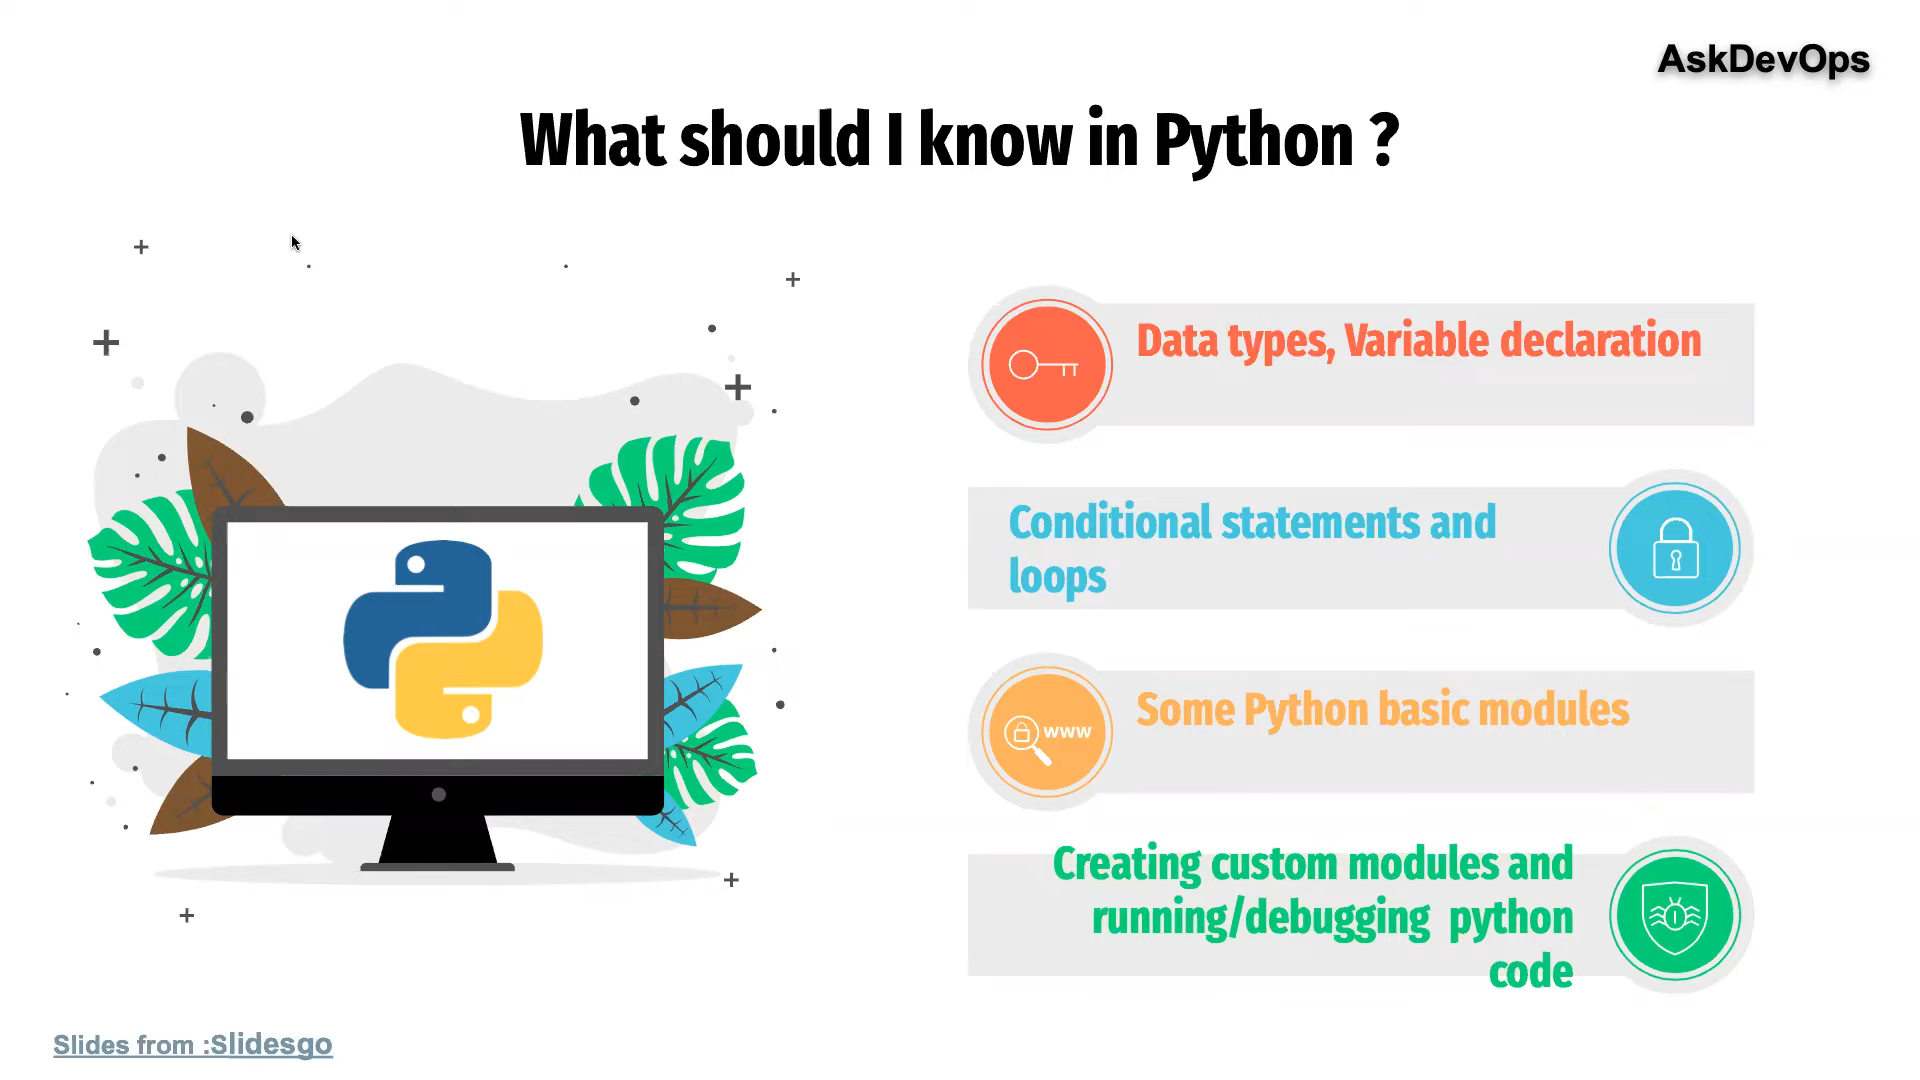 AskDevOps
What should I know in Python ?
Data types, Variable declaration
Conditional statements and
loops
www
Some Python basic modules
Creating custom modules and
running/debugging  python
code
Slides from :Slidesgo